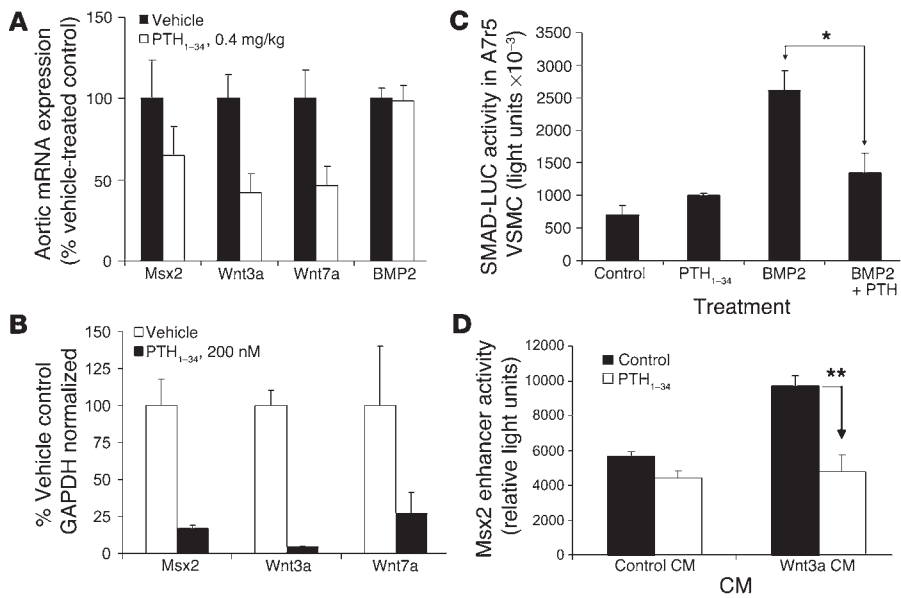 A
Aortic mRNA expression
(% vehicle-treated control)
150
100
50
0
Vehicle
PTH1–34, 0.4 mg/kg
Msx2 Wnt3a Wnt7a BMP2
B
% Vehicle control
GAPDH normalized
150
125
100
75
50
25
0
Vehicle
PTH1–34, 200 nM
Msx2 Wnt3a Wnt7a
C
SMAD-LUC activity in A7r5
VSMC (light units ×10–3)
3500
3000
2500
2000
1500
1000
500
0
*
Control PTH1–34 BMP2 BMP2
+ PTH
Treatment
D
Msx2 enhancer activity
(relative light units)
12000
10000
8000
6000
4000
2000
0
Control
PTH1–34
**
Control CM Wnt3a CM
CM